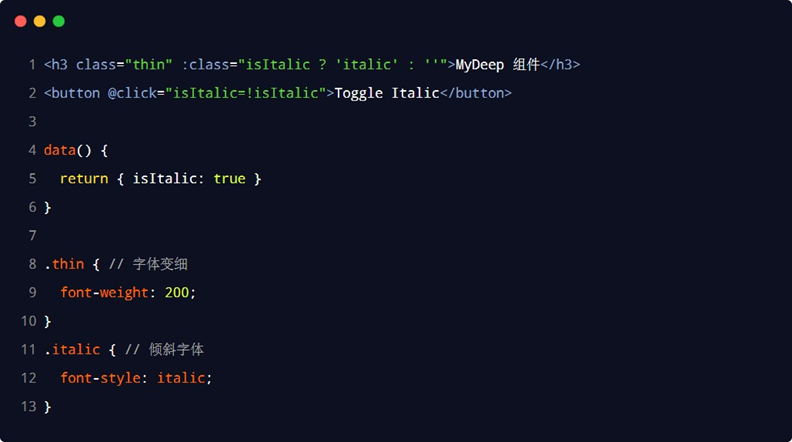 1 <h3 class="thin" :class="isItalic ? 'italic' : ''">MyDeep 组件</h3>
2 <button @click="isItalic=!isItalic">Toggle Italic</button>
3
4 data() {
5   return { isItalic: true }
6 }
7
8 .thin { // 字体变细
9   font-weight: 200;
10 }
11 .italic { // 倾斜字体
12   font-style: italic;
13 }